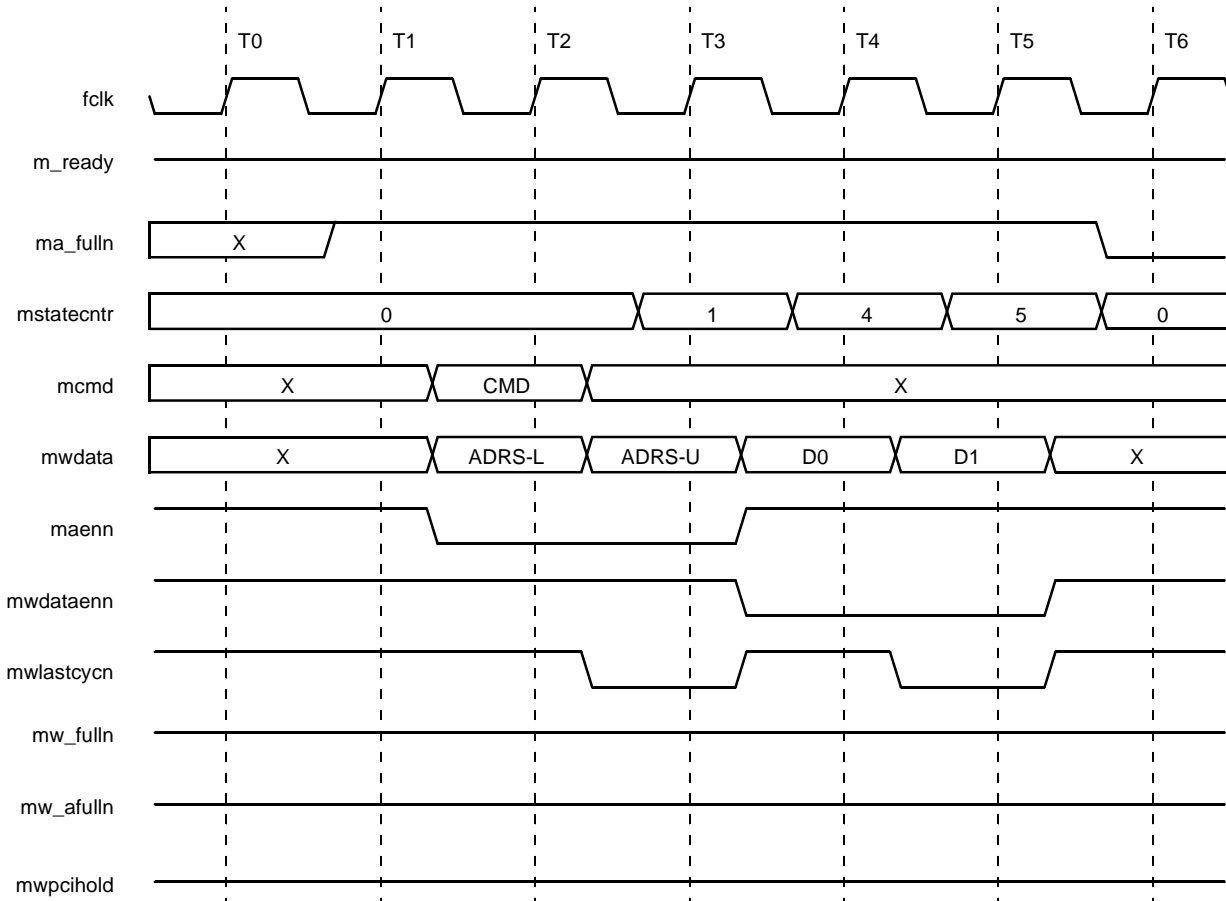 T0 T1 T2 T3 T4 T5 T6
fclk
m_ready
ma_fulln X
mstatecntr 0 1 4 5 0
mcmd X CMD X
mwdata X ADRS-L ADRS-U D0 D1 X
maenn
mwdataenn
mwlastcycn
mw_fulln
mw_afulln
mwpcihold